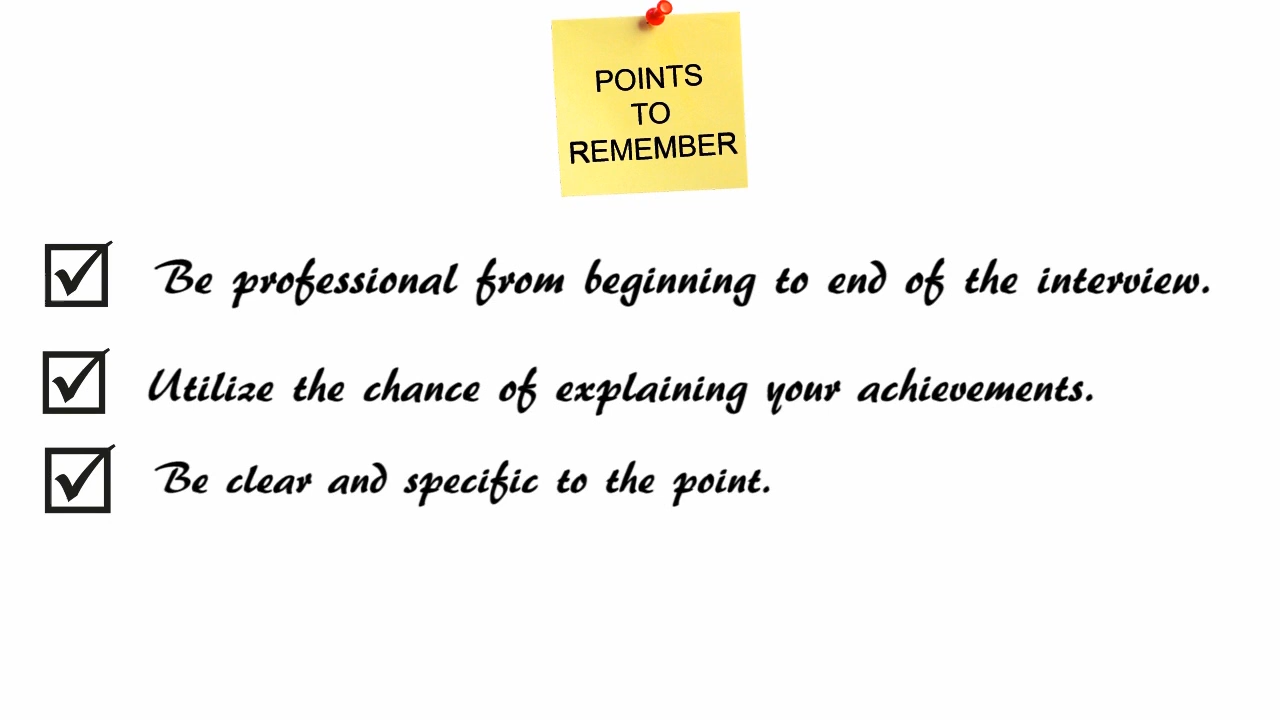 POINTS
TO
REMEMBER
Be professional from beginning to end of the interview.
Utilize the chance of explaining your achievements.
Be clear and specific to the point.